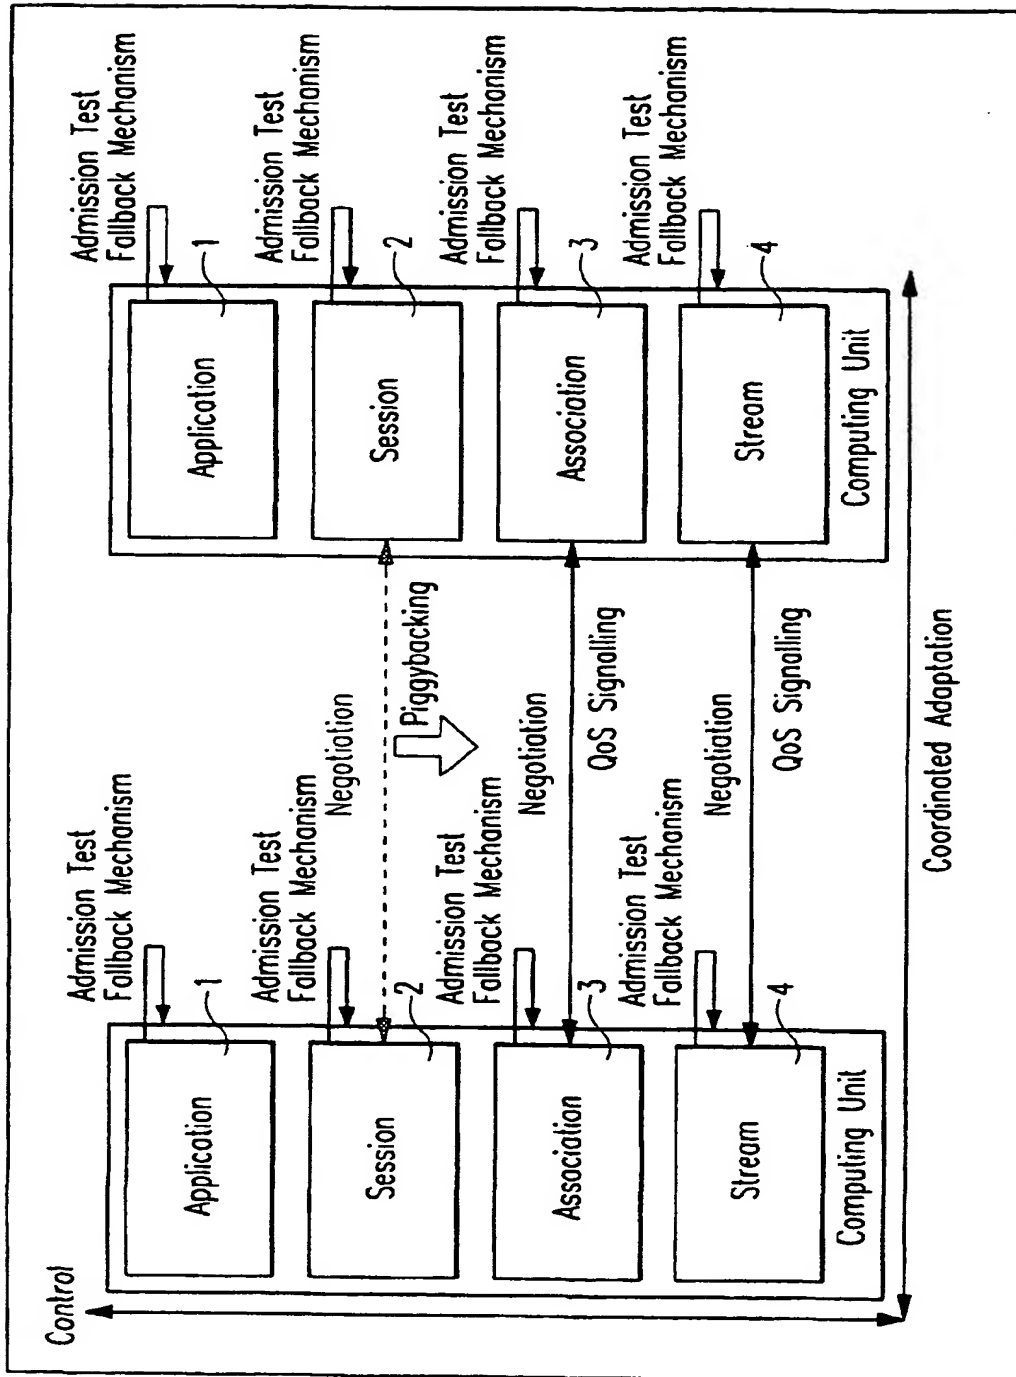 Control
Admission Test
Fallback Mechanism
1
Application
Admission Test
Fallback Mechanism
2
Session
Admission Test
Fallback Mechanism
3
Association
Admission Test
Fallback Mechanism
4
Stream
Computing Unit
Negotiation
Piggybacking
Negotiation
QoS Signalling
Negotiation
QoS Signalling
Admission Test
Fallback Mechanism
1
Application
Admission Test
Fallback Mechanism
2
Session
Admission Test
Fallback Mechanism
3
Association
Admission Test
Fallback Mechanism
4
Stream
Computing Unit
Coordinated Adaptation